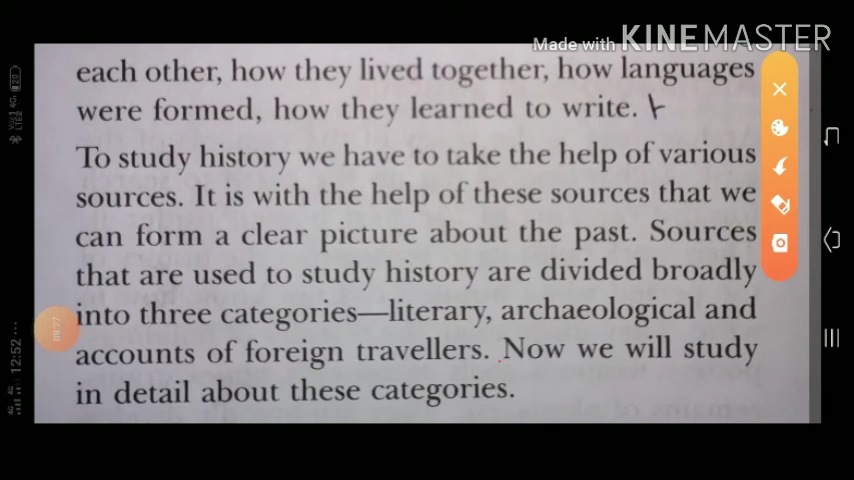 Made with KINEMASTER
each other, how they lived together, how languages
were formed, how they learned to write.
To study history we have to take the help of various
sources. It is with the help of these sources that we
can form a clear picture about the past. Sources
that are used to study history are divided broadly
into three categories—literary, archaeological and
accounts of foreign travellers. Now we will study
in detail about these categories.
09:27
12:52 ...